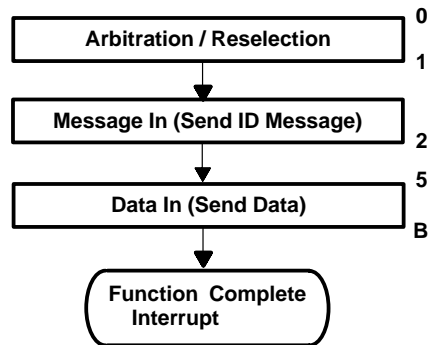 0
Arbitration / Reselection
1
Message In (Send ID Message)
2
5
Data In (Send Data)
B
Function Complete
Interrupt